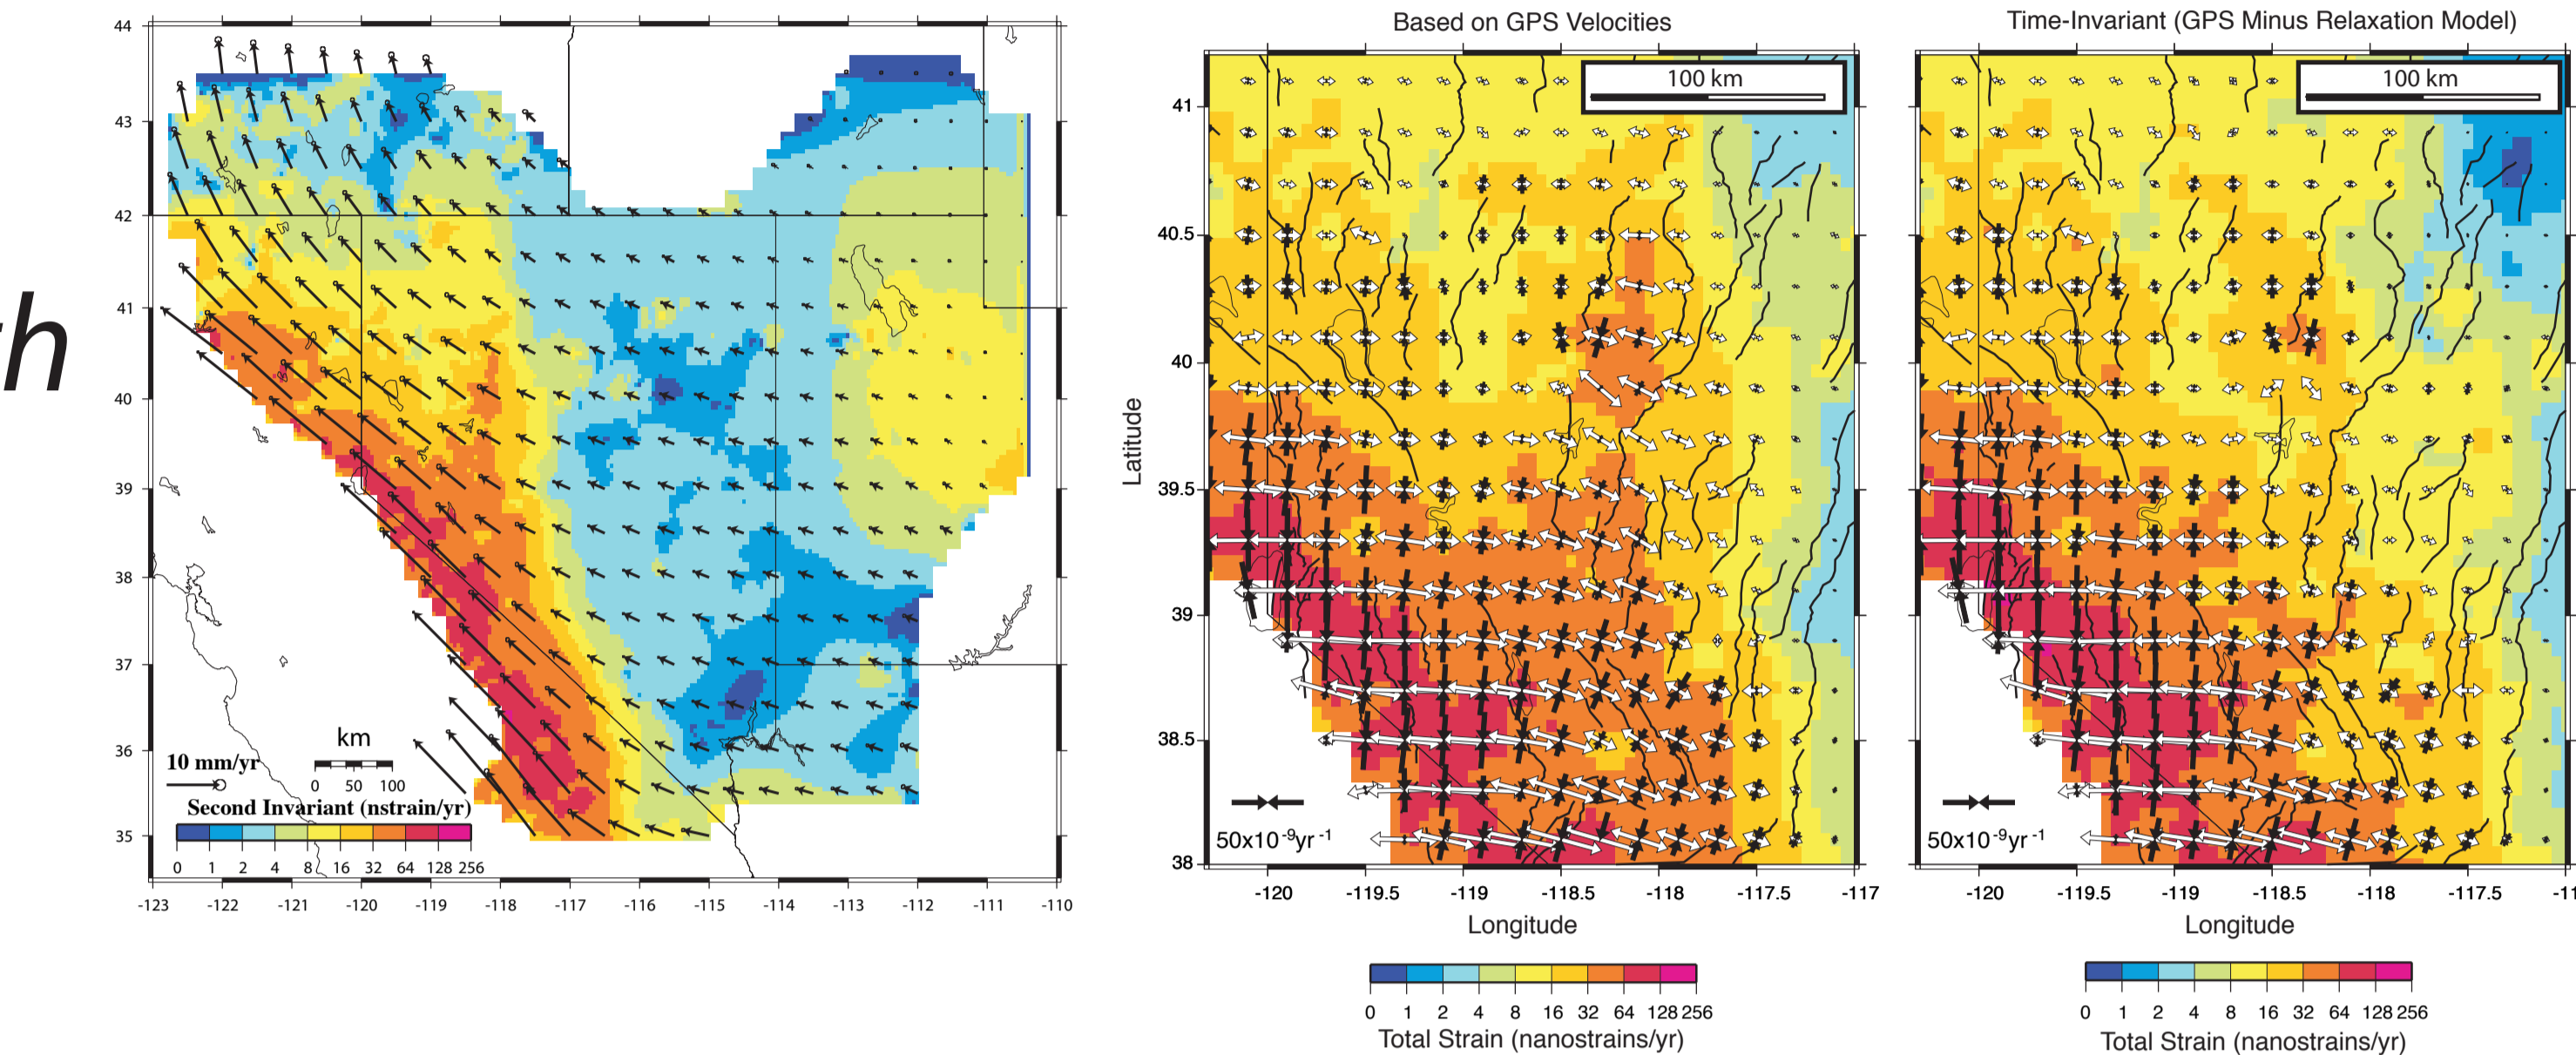 h
44
43
42
41
40
39
38
37
36
35
km
10 mm/yr
0 50 100
Second Invariant (nstrain/yr)
0 1 2 4 8 16 32 64 128 256
-123 -122 -121 -120 -119 -118 -117 -116 -115 -114 -113 -112 -111 -110
Based on GPS Velocities
100 km
Latitude
41
40.5
40
39.5
39
38.5
38
50x10⁻⁹yr⁻¹
-120 -119.5 -119 -118.5 -118 -117.5 -117
Longitude
0 1 2 4 8 16 32 64 128 256
Total Strain (nanostrains/yr)
Time-Invariant (GPS Minus Relaxation Model)
100 km
50x10⁻⁹yr⁻¹
-120 -119.5 -119 -118.5 -118 -117.5 -11
Longitude
0 1 2 4 8 16 32 64 128 256
Total Strain (nanostrains/yr)